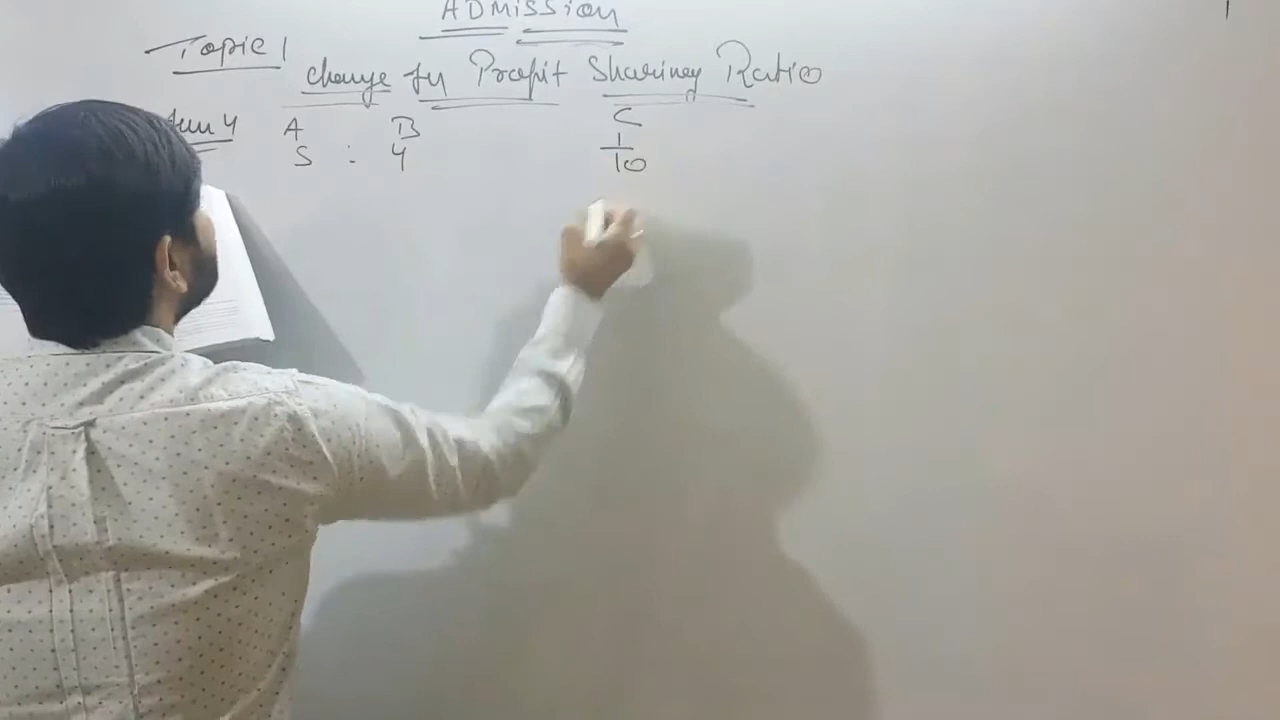 ADMISSION
Topic 1
Change in Profit Sharing Ratio
A B C
5 : 4 1/10